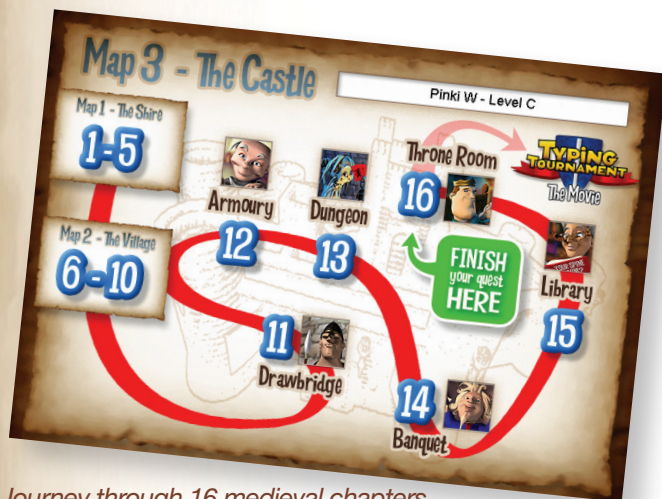 Map 3 - The Castle
Pinki W - Level C
Map 1 - The Shire
1-5
Map 2 - The Village
6-10
Armoury
12
Dungeon
13
Throne Room
16
TYPING
TOURNAMENT
The Movie
FINISH
your quest
HERE
YOUR SPINE
Library
15
11
Drawbridge
14
Banquet
Journey through 16 medieval chapters